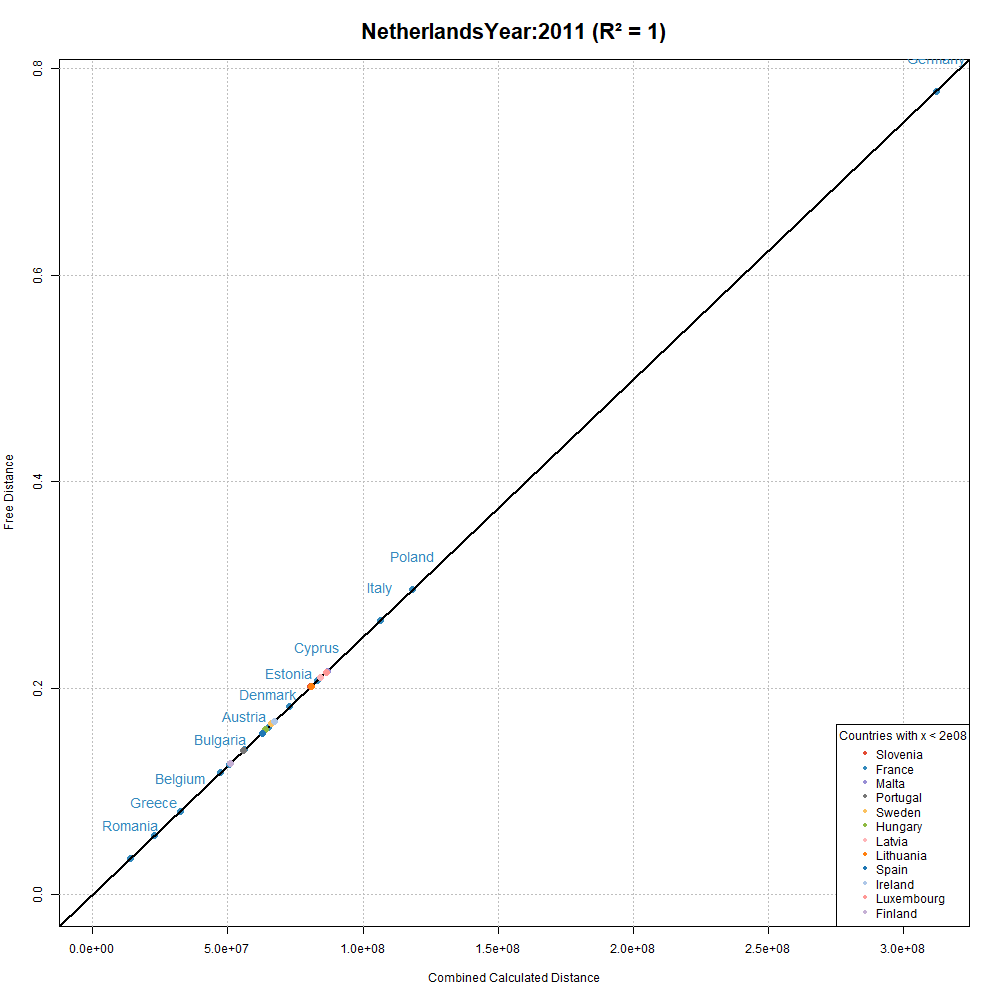 NetherlandsYear:2011 (R² = 1)
Germany
0.8
0.6
0.4
0.2
0.0
Free Distance
Poland
Italy
Cyprus
Estonia
Denmark
Austria
Bulgaria
Belgium
Greece
Romania
Countries with x < 2e08
Slovenia
France
Malta
Portugal
Sweden
Hungary
Latvia
Lithuania
Spain
Ireland
Luxembourg
Finland
0.0e+00 5.0e+07 1.0e+08 1.5e+08 2.0e+08 2.5e+08 3.0e+08
Combined Calculated Distance